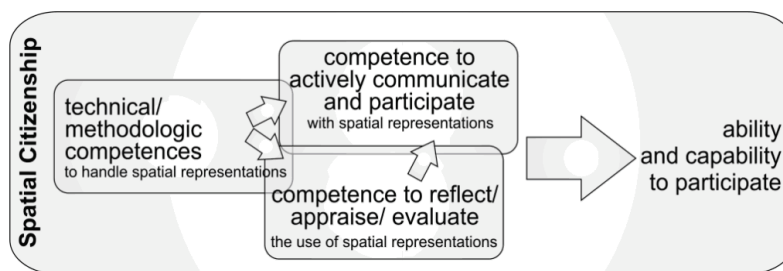 Spatial Citizenship
technical/
methodologic
competences
to handle spatial representations
competence to
actively communicate
and participate
with spatial representations
competence to reflect/
appraise/ evaluate
the use of spatial representations
ability
and capability
to participate